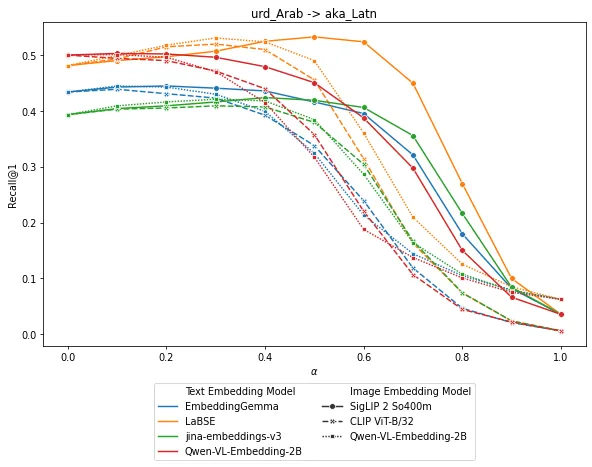 urd_Arab -> aka_Latn
Recall@1
0.5
0.4
0.3
0.2
0.1
0.0
0.0 0.2 0.4 0.6 0.8 1.0
α
Text Embedding Model Image Embedding Model
EmbeddingGemma SigLIP 2 So400m
LaBSE CLIP ViT-B/32
jina-embeddings-v3 Qwen-VL-Embedding-2B
Qwen-VL-Embedding-2B